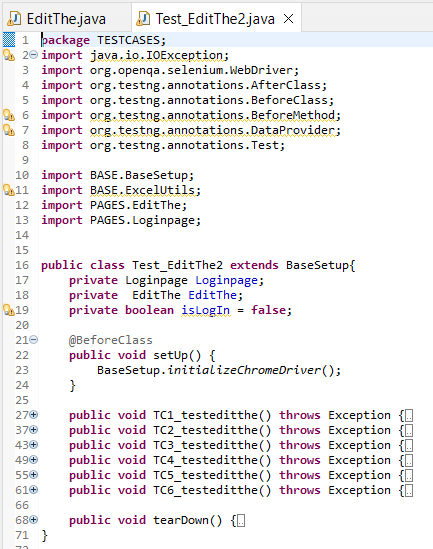 EditThe.java
Test_EditThe2.java
1 package TESTCASES;
2 import java.io.IOException;
3 import org.openqa.selenium.WebDriver;
4 import org.testng.annotations.AfterClass;
5 import org.testng.annotations.BeforeClass;
6 import org.testng.annotations.BeforeMethod;
7 import org.testng.annotations.DataProvider;
8 import org.testng.annotations.Test;
9
10 import BASE.BaseSetup;
11 import BASE.ExcelUtils;
12 import PAGES.EditThe;
13 import PAGES.Loginpage;
14
15
16 public class Test_EditThe2 extends BaseSetup{
17 private Loginpage Loginpage;
18 private EditThe EditThe;
19 private boolean isLogIn = false;
20
21 @BeforeClass
22 public void setUp() {
23 BaseSetup.initializeChromeDriver();
24 }
25
27 public void TC1_testeditthe() throws Exception {
37 public void TC2_testeditthe() throws Exception {
43 public void TC3_testeditthe() throws Exception {
49 public void TC4_testeditthe() throws Exception {
55 public void TC5_testeditthe() throws Exception {
61 public void TC6_testeditthe() throws Exception {
66
68 public void tearDown() {
71 }